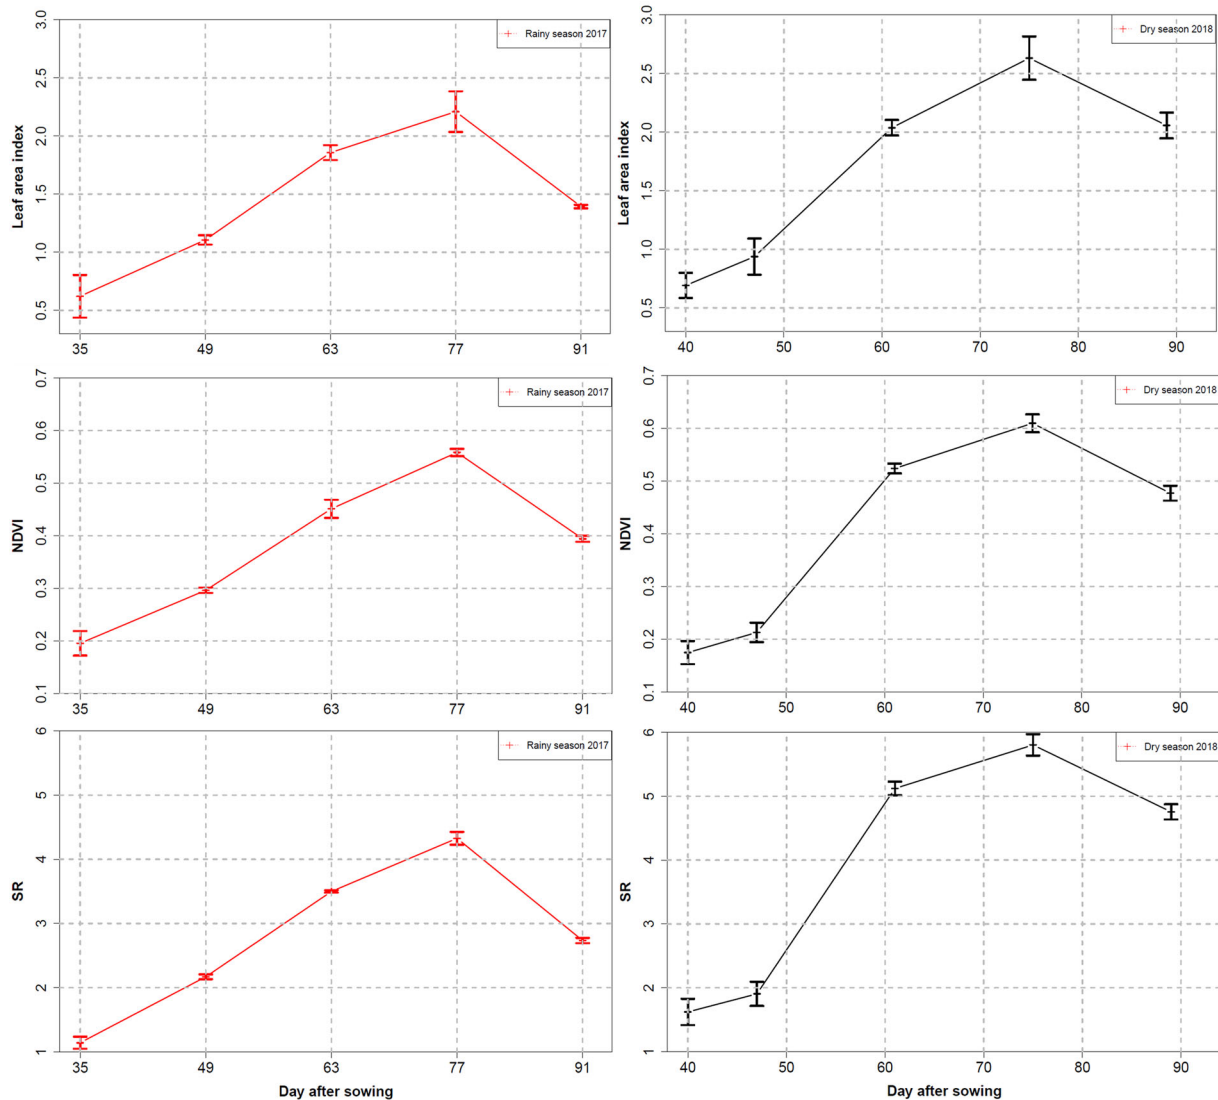 Leaf area index
3.0
2.5
2.0
1.5
1.0
0.5
Rainy season 2017
35 49 63 77 91
Leaf area index
3.0
2.5
2.0
1.5
1.0
0.5
Dry season 2018
40 50 60 70 80 90
NDVI
0.7
0.6
0.5
0.4
0.3
0.2
0.1
Rainy season 2017
35 49 63 77 91
NDVI
0.7
0.6
0.5
0.4
0.3
0.2
0.1
Dry season 2018
40 50 60 70 80 90
SR
6
5
4
3
2
1
Rainy season 2017
35 49 63 77 91
Day after sowing
SR
6
5
4
3
2
1
Dry season 2018
40 50 60 70 80 90
Day after sowing